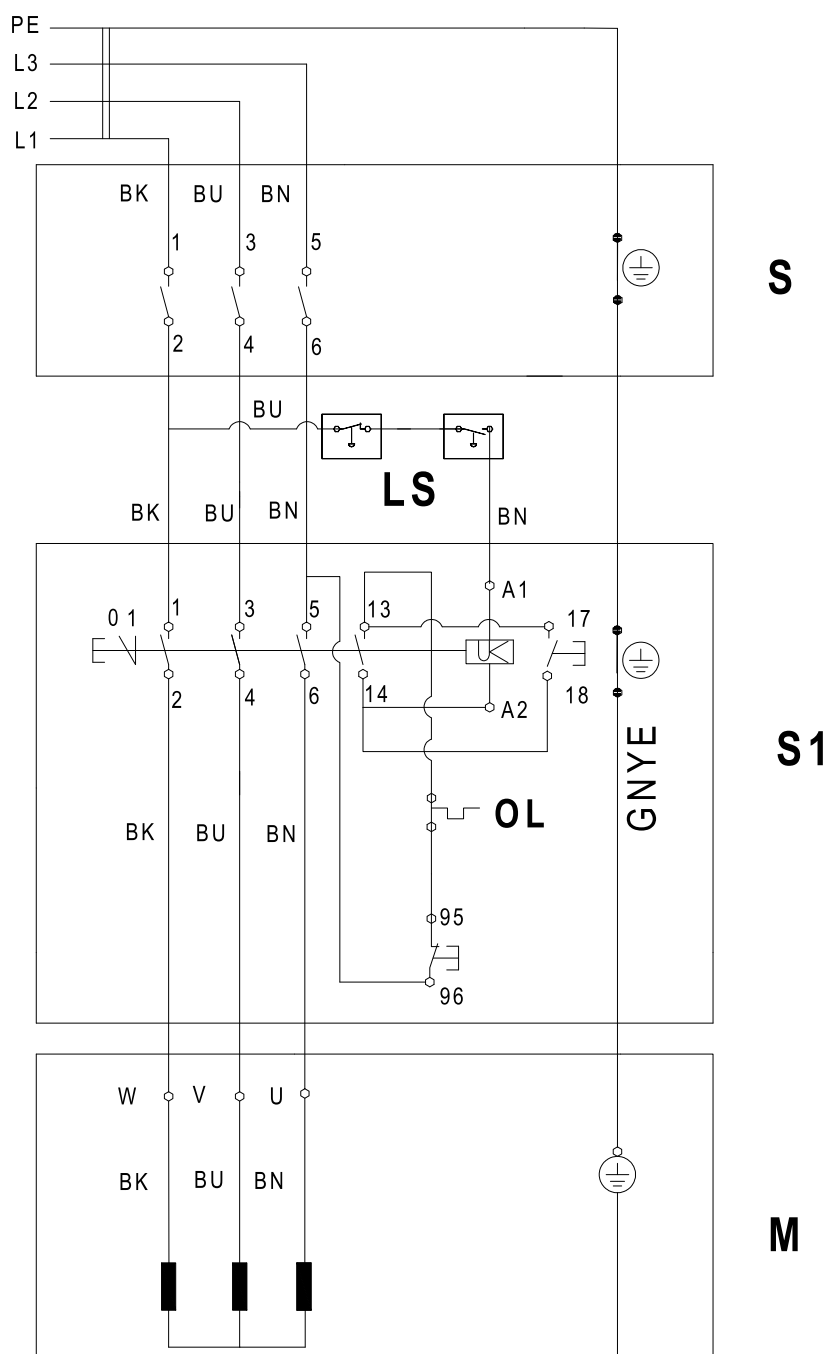 PE
L3
L2
L1
BK BU BN
1 3 5
S
2 4 6
BU
LS
BK BU BN BN
A1
0 1 1 3 5 13 17
2 4 6 14 A2 18
S1
GNYE
OL
BK BU BN
95
96
W V U
BK BU BN
M